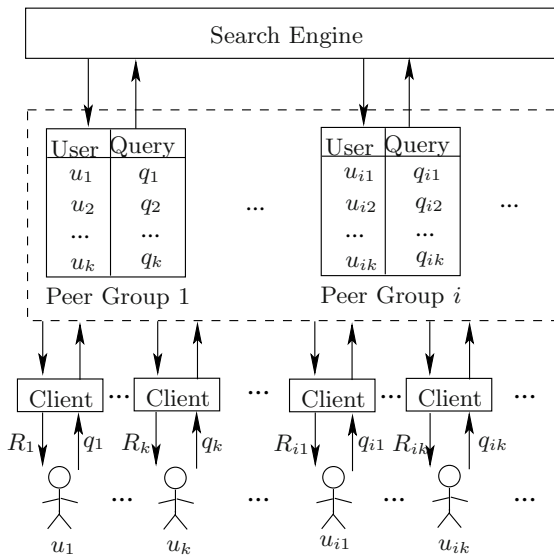 Search Engine
User Query User Query
u1 q1 ui1 qi1
u2 q2 ... ui2 qi2 ...
... ... ... ...
uk qk uik qik
Peer Group 1 Peer Group i
Client ... Client ... Client ... Client ...
R1 q1 Rk qk Ri1 qi1 Rik qik
... ... ... ...
u1 uk ui1 uik